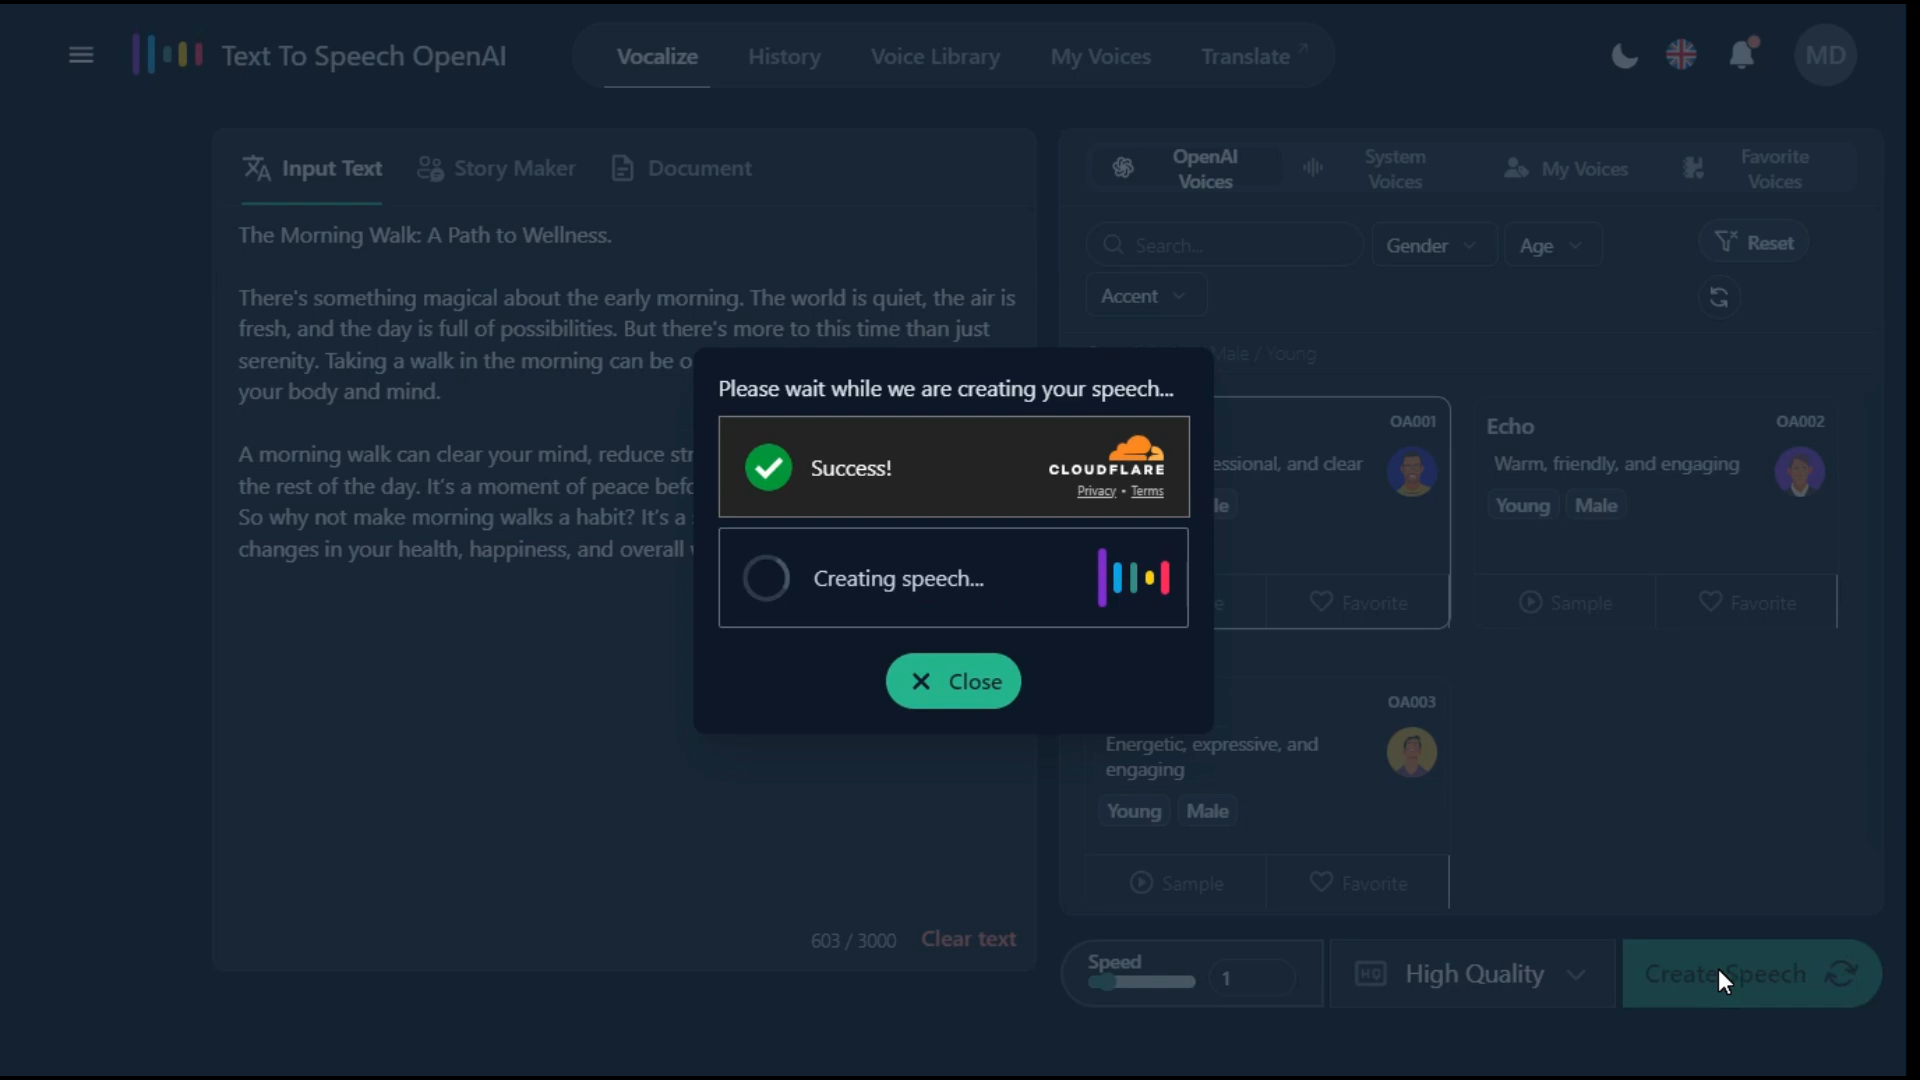 Text To Speech OpenAI
Vocalize
History
Voice Library
My Voices
Translate
MD
Input Text
Story Maker
Document
The Morning Walk: A Path to Wellness.
There's something magical about the early morning. The world is quiet, the air is
fresh, and the day is full of possibilities. But there's more to this time than just
serenity. Taking a walk in the morning can be
your body and mind.
A morning walk can clear your mind, reduce
the rest of the day. It's a moment of peace
So why not make morning walks a habit? It's a
changes in your health, happiness, and overall
603 / 3000
Clear text
OpenAI
Voices
System
Voices
My Voices
Favorite
Voices
Search...
Gender
Age
Reset
Accent
Male / Young
OA001
and clear
Favorite
Echo
OA002
Warm, friendly, and engaging
Young
Male
Sample
Favorite
OA003
Energetic, expressive, and
engaging
Young
Male
Sample
Favorite
Speed
1
HQ
High Quality
Create Speech
Please wait while we are creating your speech...
Success!
CLOUDFLARE
Privacy • Terms
Creating speech...
Close